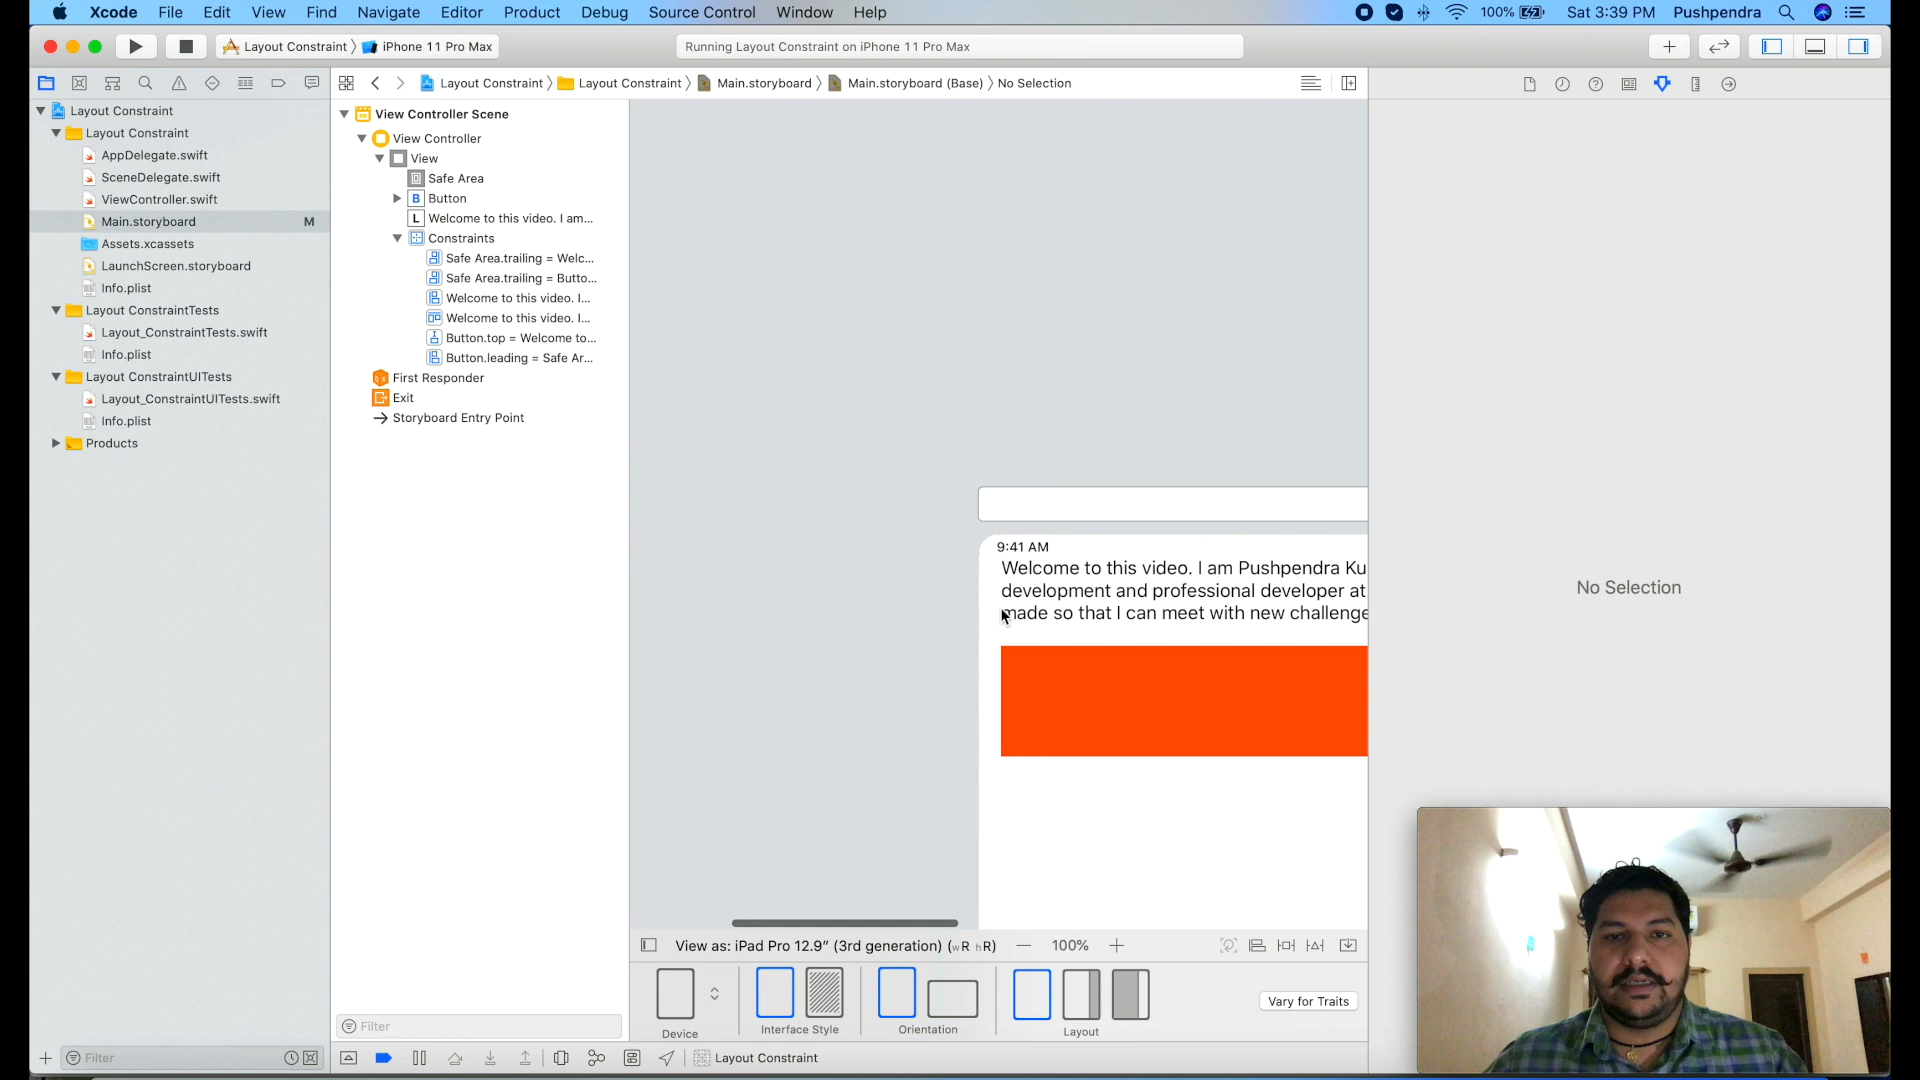 Xcode File Edit View Find Navigate Editor Product Debug Source Control Window Help 100% Sat 3:39 PM Pushpendra
Layout Constraint iPhone 11 Pro Max Running Layout Constraint on iPhone 11 Pro Max
Layout Constraint Layout Constraint Main.storyboard Main.storyboard (Base) No Selection
Layout Constraint
Layout Constraint
AppDelegate.swift
SceneDelegate.swift
ViewController.swift
Main.storyboard M
Assets.xcassets
LaunchScreen.storyboard
Info.plist
Layout ConstraintTests
Layout_ConstraintTests.swift
Info.plist
Layout ConstraintUITests
Layout_ConstraintUITests.swift
Info.plist
Products
Filter
View Controller Scene
View Controller
View
Safe Area
B Button
L Welcome to this video. I am...
Constraints
Safe Area.trailing = Welc...
Safe Area.trailing = Butto...
Welcome to this video. I...
Welcome to this video. I...
Button.top = Welcome to...
Button.leading = Safe Ar...
First Responder
Exit
Storyboard Entry Point
Filter
9:41 AM
Welcome to this video. I am Pushpendra Ku
development and professional developer at
made so that I can meet with new challenge
View as: iPad Pro 12.9" (3rd generation) (wR hR) 100%
Device
Interface Style
Orientation
Layout
Vary for Traits
Layout Constraint
No Selection